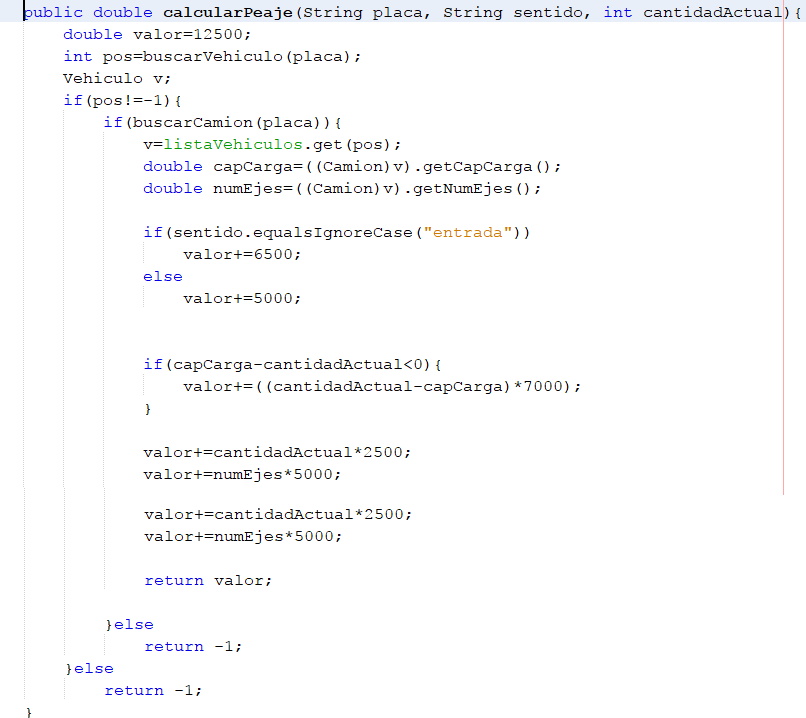 public double calcularPeaje(String placa, String sentido, int cantidadActual){
    double valor=12500;
    int pos=buscarVehiculo(placa);
    Vehiculo v;
    if(pos!=-1){
        if(buscarCamion(placa)){
            v=listaVehiculos.get(pos);
            double capCarga=((Camion)v).getCapCarga();
            double numEjes=((Camion)v).getNumEjes();
            if(sentido.equalsIgnoreCase("entrada"))
                valor+=6500;
            else
                valor+=5000;
            if(capCarga-cantidadActual<0){
                valor+=((cantidadActual-capCarga)*7000);
            }
            valor+=cantidadActual*2500;
            valor+=numEjes*5000;
            valor+=cantidadActual*2500;
            valor+=numEjes*5000;
            return valor;
        }else
            return -1;
    }else
        return -1;
}